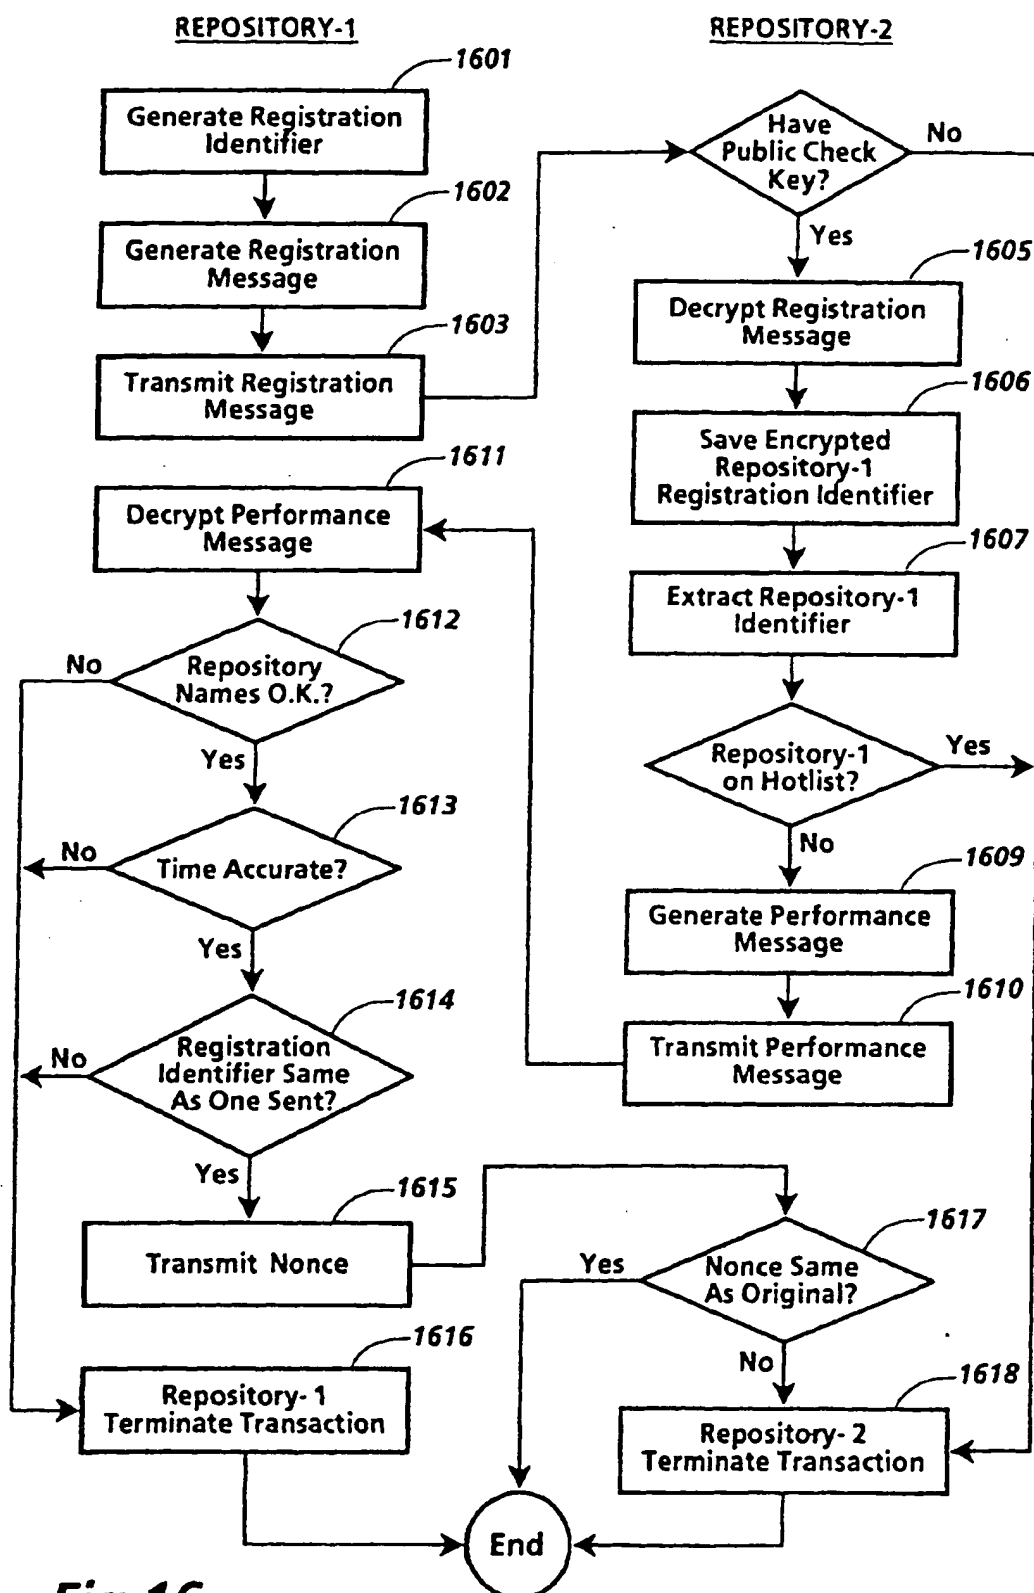 REPOSITORY-1
1601
Generate Registration
Identifier
1602
Generate Registration
Message
1603
Transmit Registration
Message
1611
Decrypt Performance
Message
1612
Repository
Names O.K.?
No
Yes
1613
Time Accurate?
No
Yes
1614
Registration
Identifier Same
As One Sent?
No
Yes
1615
Transmit Nonce
1616
Repository- 1
Terminate Transaction
REPOSITORY-2
Have
Public Check
Key?
No
Yes
1605
Decrypt Registration
Message
1606
Save Encrypted
Repository-1
Registration Identifier
1607
Extract Repository-1
Identifier
Repository-1
on Hotlist?
Yes
No
1609
Generate Performance
Message
1610
Transmit Performance
Message
1617
Nonce Same
As Original?
Yes
No
1618
Repository- 2
Terminate Transaction
End
Fig.16